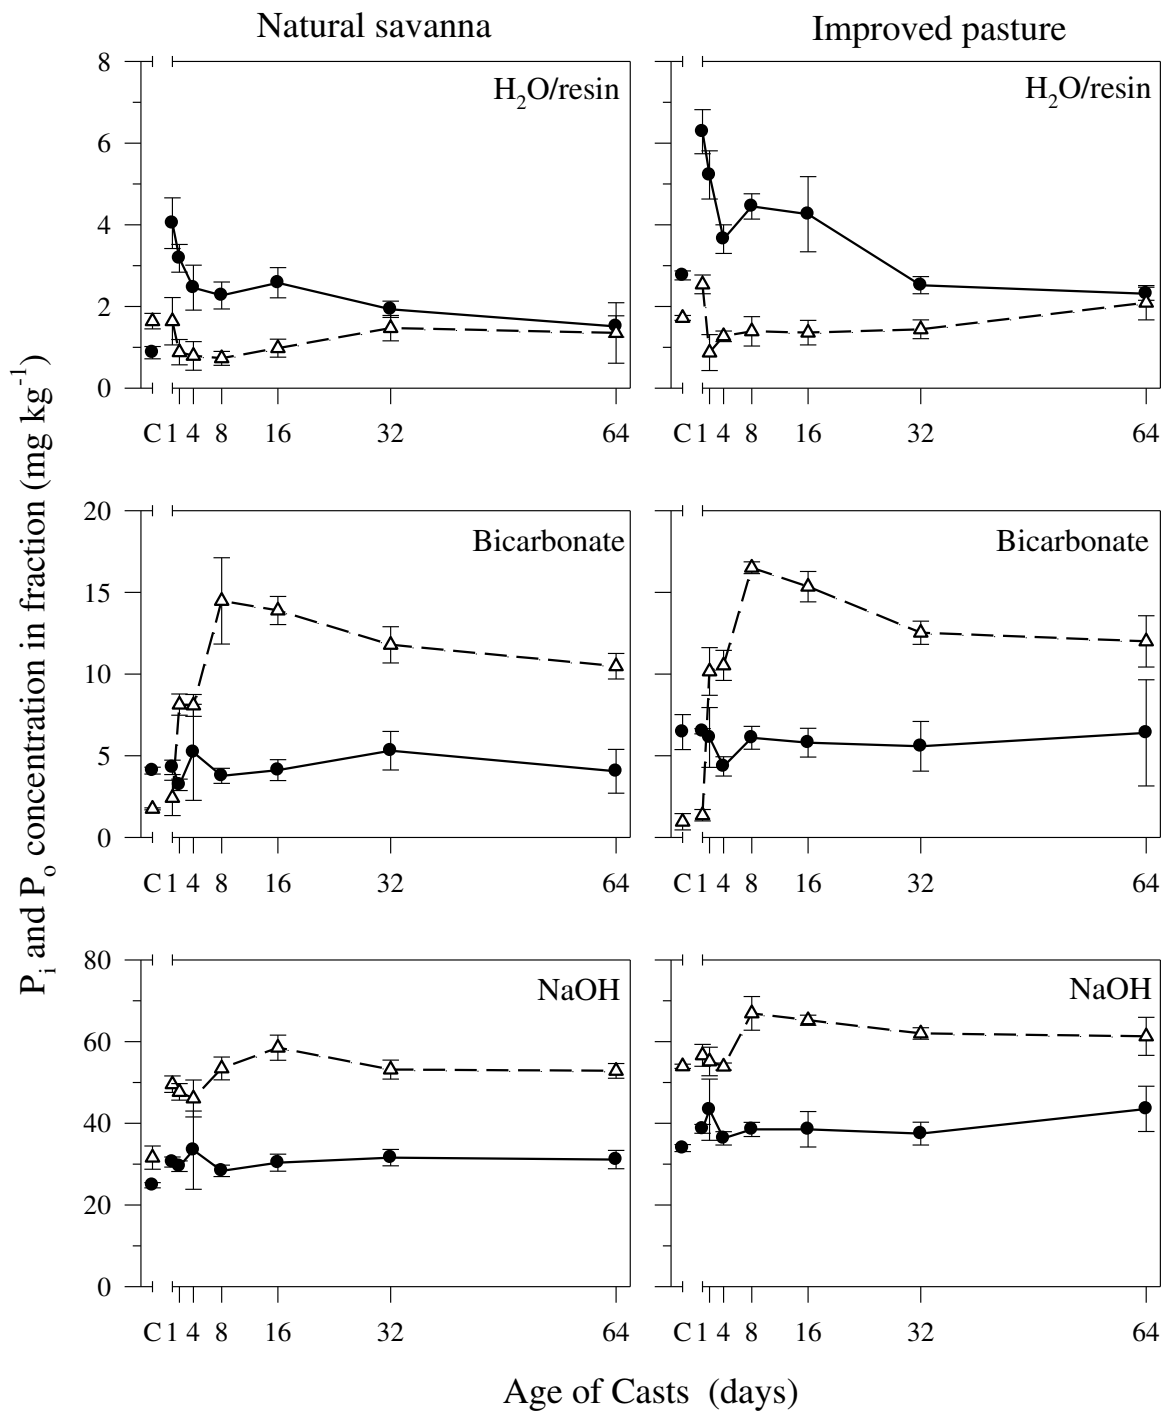 Natural savanna
Improved pasture
8
6
4
2
0
H₂O/resin
H₂O/resin
C 1 4 8 16 32 64
C 1 4 8 16 32 64
20
15
10
5
0
Bicarbonate
Bicarbonate
C 1 4 8 16 32 64
C 1 4 8 16 32 64
80
60
40
20
0
NaOH
NaOH
C 1 4 8 16 32 64
C 1 4 8 16 32 64
Pᵢ and Pₒ concentration in fraction (mg kg⁻¹)
Age of Casts (days)